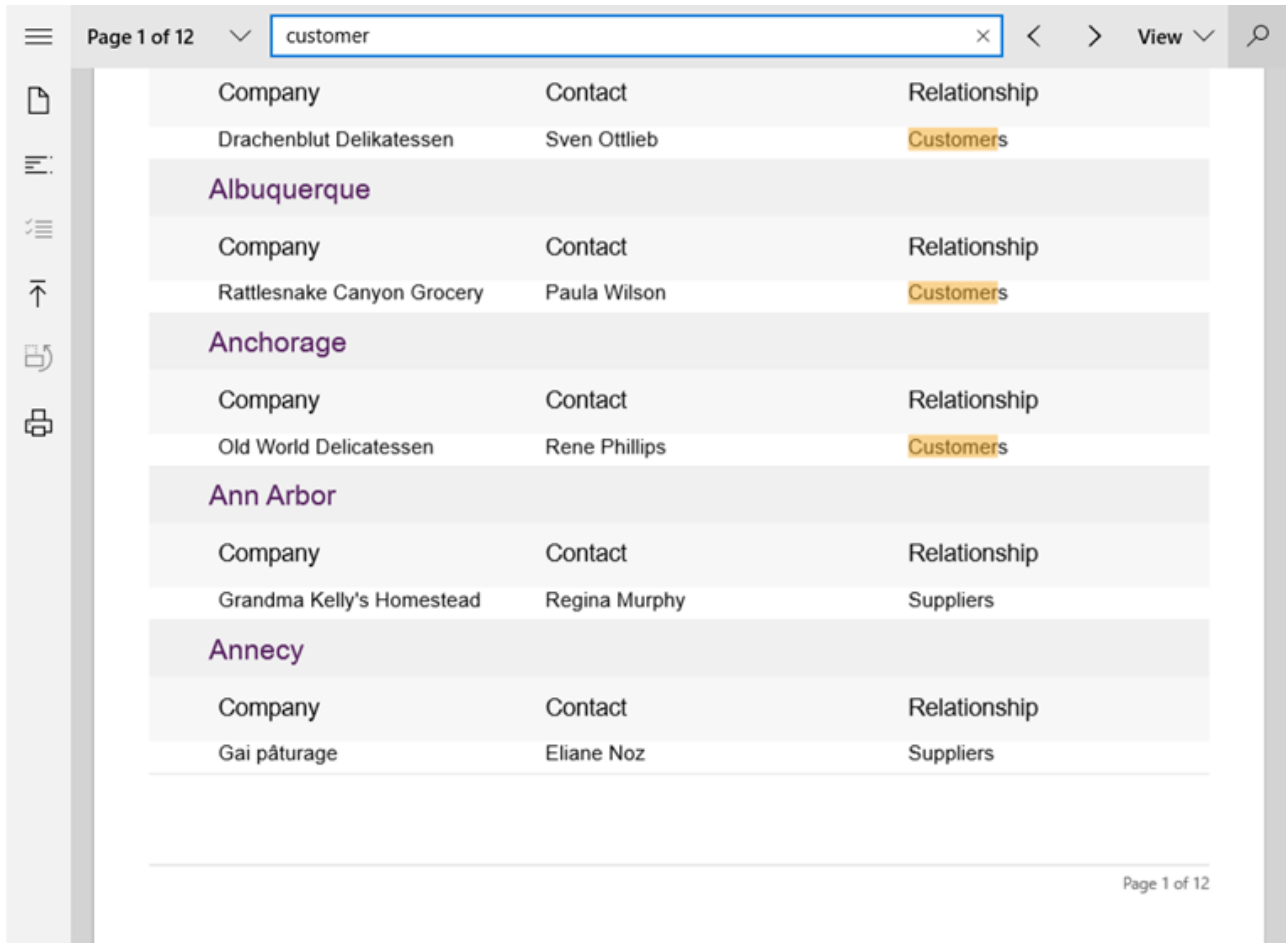 Page 1 of 12 customer View
Company Contact Relationship
Drachenblut Delikatessen Sven Ottlieb Customers
Albuquerque
Company Contact Relationship
Rattlesnake Canyon Grocery Paula Wilson Customers
Anchorage
Company Contact Relationship
Old World Delicatessen Rene Phillips Customers
Ann Arbor
Company Contact Relationship
Grandma Kelly's Homestead Regina Murphy Suppliers
Annecy
Company Contact Relationship
Gai pâturage Eliane Noz Suppliers
Page 1 of 12